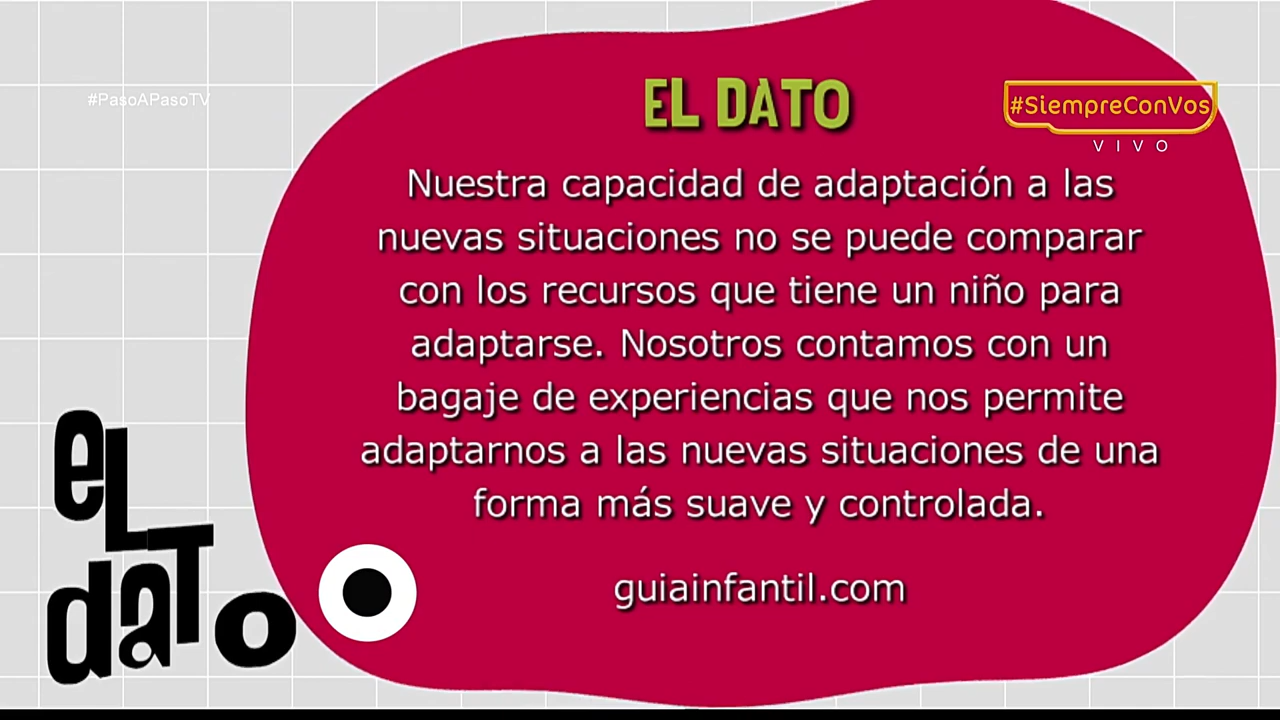 #PasoAPasoTV
EL DATO
#SiempreConVos
VIVO
Nuestra capacidad de adaptación a las
nuevas situaciones no se puede comparar
con los recursos que tiene un niño para
adaptarse. Nosotros contamos con un
bagaje de experiencias que nos permite
adaptarnos a las nuevas situaciones de una
forma más suave y controlada.
guiainfantil.com
eL
daTo